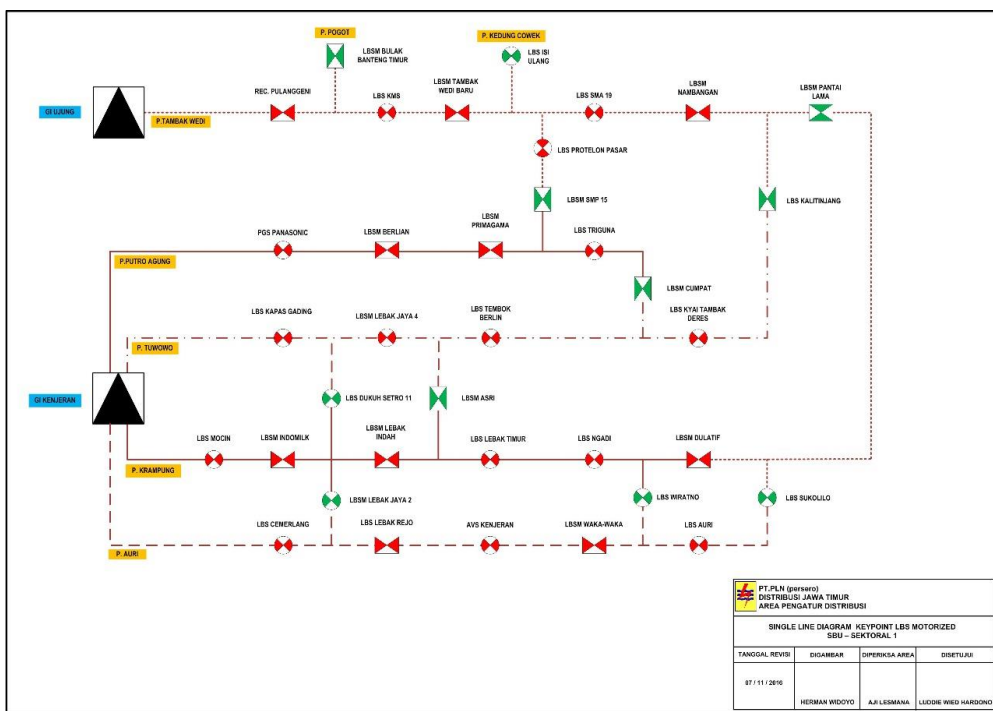 P. POGOT
P. KEDUNG COWEK
LBSM BULAK
BANTENG TIMUR
LBS ISI
ULANG
REC. PULANGGENI
LBS KMS
LBSM TAMBAK
WEDI BARU
LBS SMA 19
LBSM
NAMBANGAN
LBSM PANTAI
LAMA
GI UJUNG
P.TAMBAK WEDI
LBS PROTELON PASAR
LBSM SMP 15
LBS KALITINJANG
PGS PANASONIC
LBSM BERLIAN
LBSM
PRIMAGAMA
LBS TRIGUNA
P.PUTRO AGUNG
LBSM CUMPAT
LBS KAPAS GADING
LBSM LEBAK JAYA 4
LBS TEMBOK
BERLIN
LBS KYAI TAMBAK
DERES
P. TUWOWO
GI KENJERAN
LBS DUKUH SETRO 11
LBSM ASRI
LBS MOCIN
LBSM INDOMILK
LBSM LEBAK
INDAH
LBS LEBAK TIMUR
LBS NGADI
LBSM DULATIF
P. KRAMPUNG
LBSM LEBAK JAYA 2
LBS WIRATNO
LBS SUKOLILO
LBS CEMERLANG
LBS LEBAK REJO
AVS KENJERAN
LBSM WAKA-WAKA
LBS AURI
P. AURI
PT.PLN (persero)
DISTRIBUSI JAWA TIMUR
AREA PENGATUR DISTRIBUSI
SINGLE LINE DIAGRAM KEYPOINT LBS MOTORIZED
SBU – SEKTORAL 1
TANGGAL REVISI
DIGAMBAR
DIPERIKSA AREA
DISETUJUI
07 / 11 / 2016
HERMAN WIDOYO
AJI LESMANA
LUDDIE WIED HARDONO